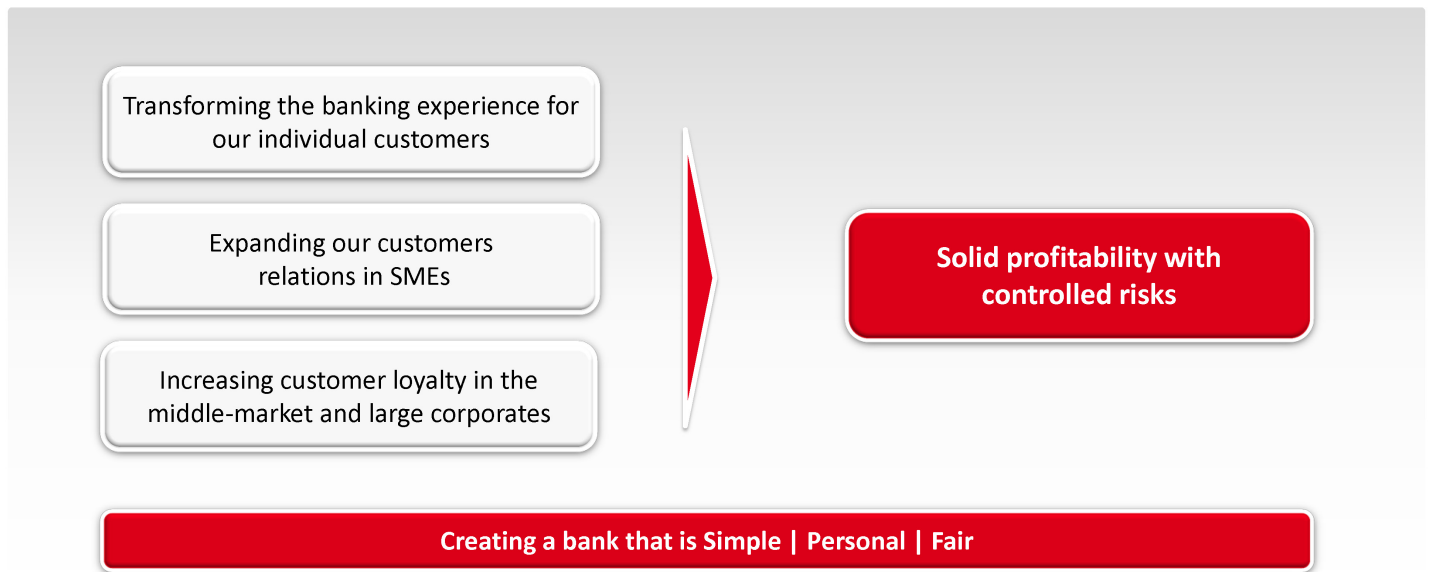 Transforming the banking experience for
our individual customers
Expanding our customers
relations in SMEs
Increasing customer loyalty in the
middle-market and large corporates
Solid profitability with
controlled risks
Creating a bank that is Simple | Personal | Fair